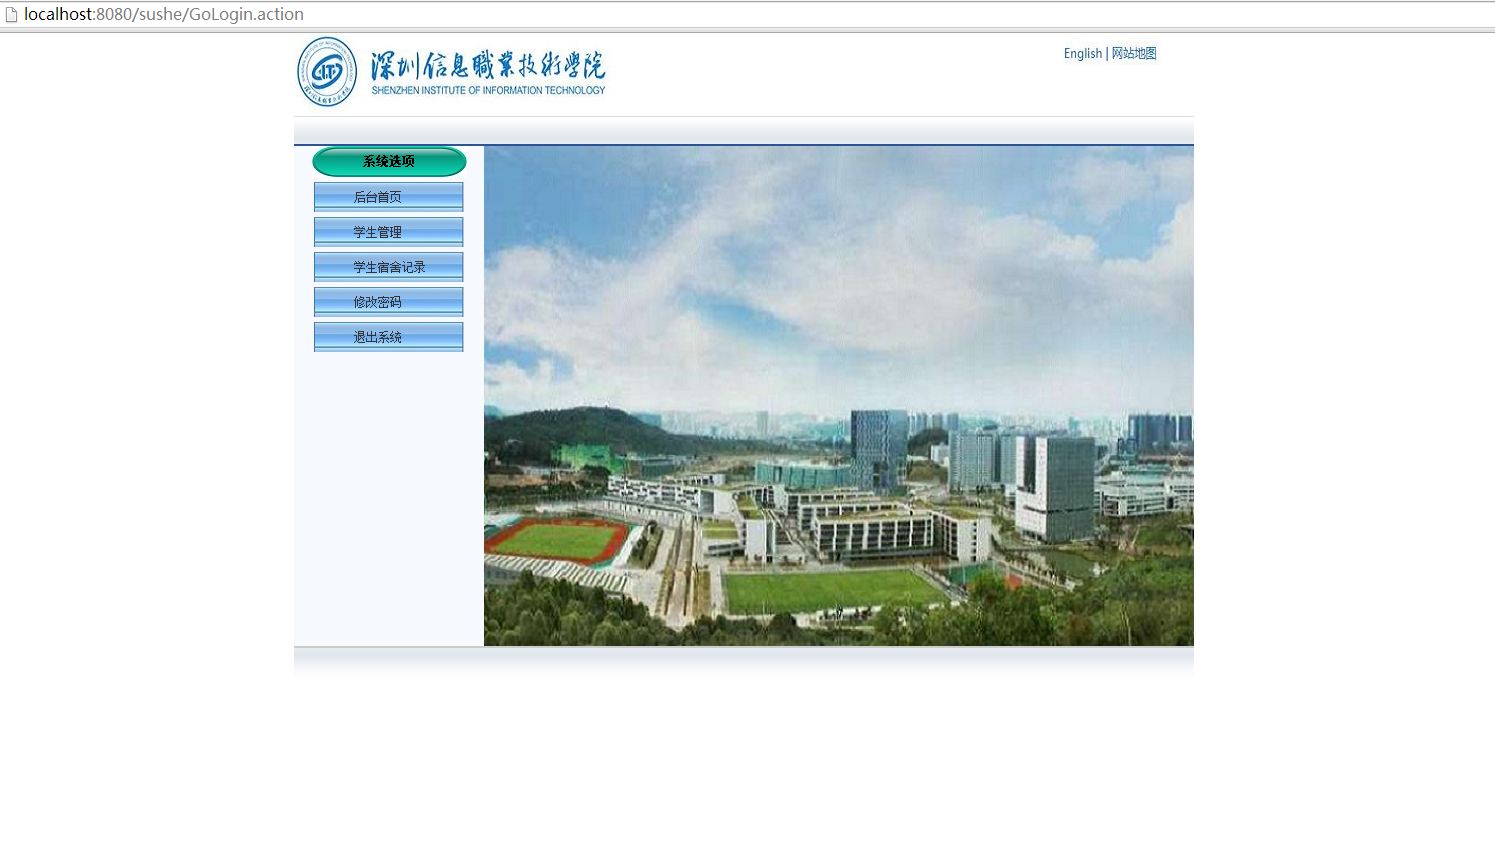 localhost:8080/sushe/GoLogin.action
深圳信息職業技術學院
SHENZHEN INSTITUTE OF INFORMATION TECHNOLOGY
English | 网站地图
系统选项
后台首页
学生管理
学生宿舍记录
修改密码
退出系统